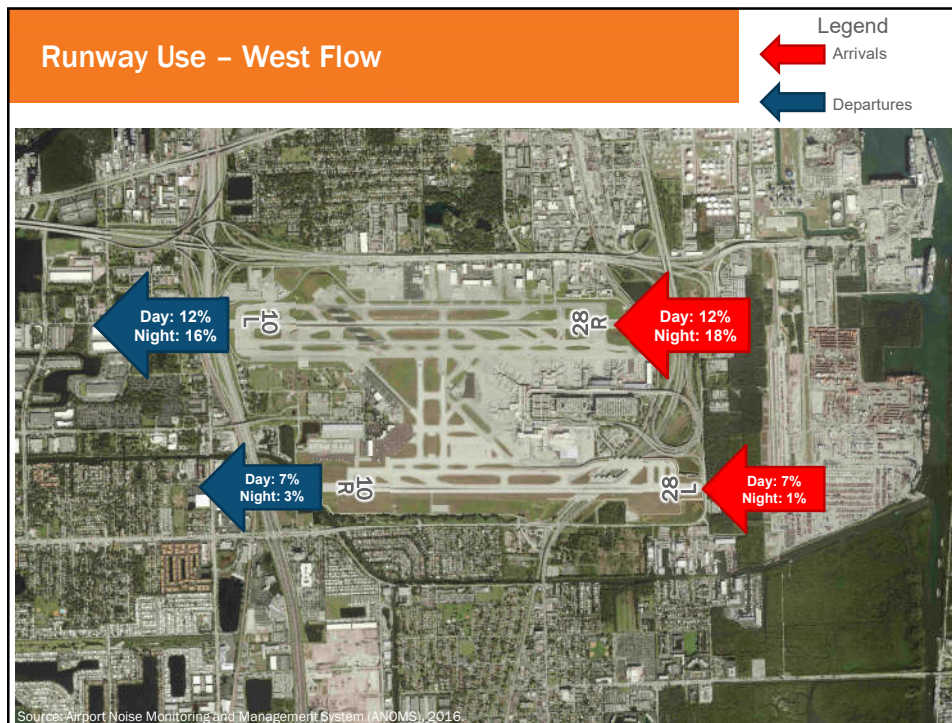 Runway Use – West Flow
Legend
Arrivals
Departures
Day: 12%
Night: 16%
10
L
28
R
Day: 12%
Night: 18%
Day: 7%
Night: 3%
10
R
28
L
Day: 7%
Night: 1%
Source: Airport Noise Monitoring and Management System (ANOMS), 2016.